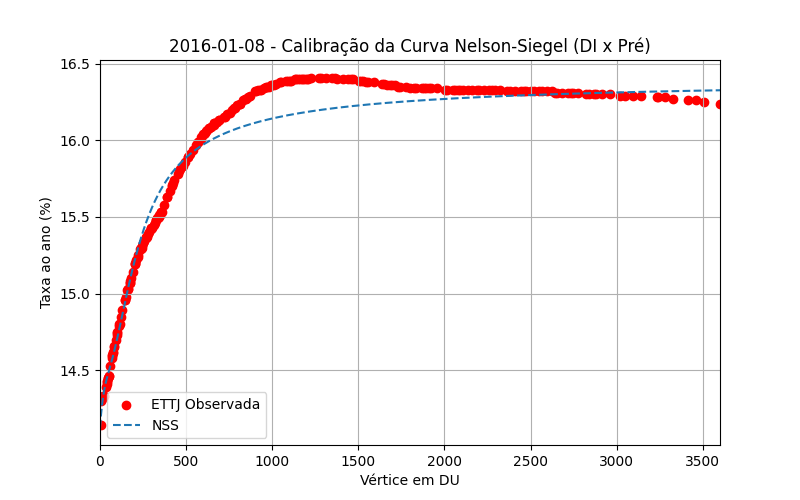 2016-01-08 - Calibração da Curva Nelson-Siegel (DI x Pré)
16.5
16.0
15.5
15.0
14.5
Taxa ao ano (%)
ETTJ Observada
NSS
0 500 1000 1500 2000 2500 3000 3500
Vértice em DU